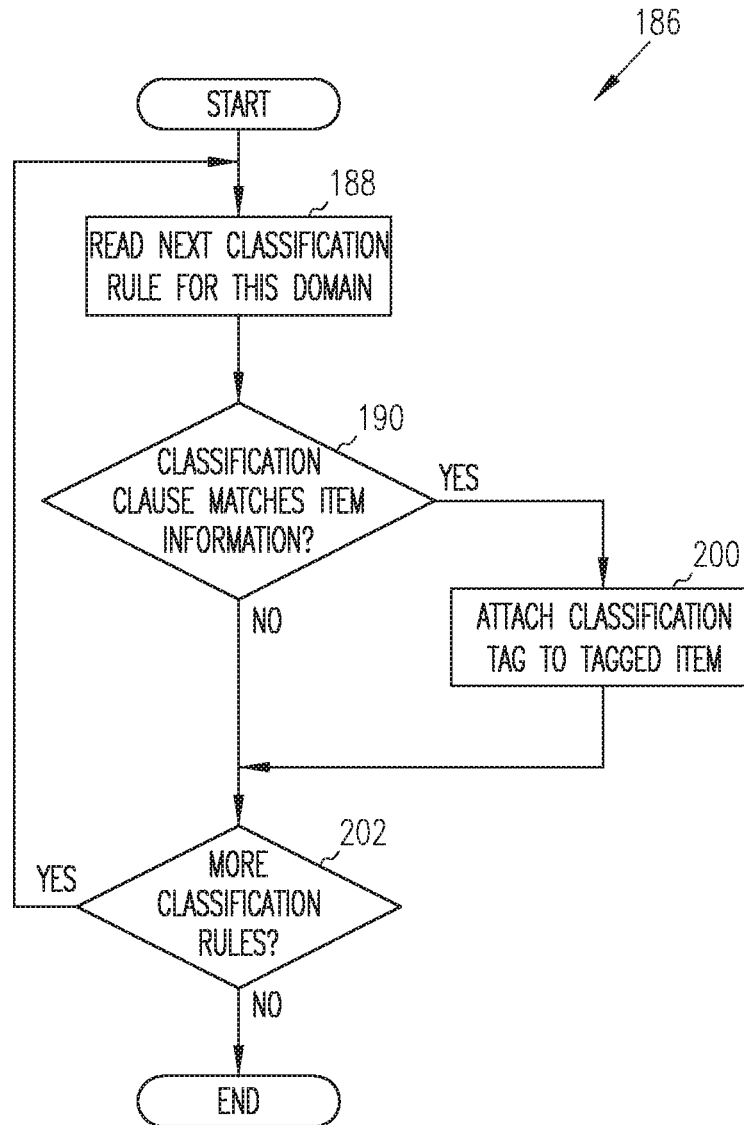 186
START
188
READ NEXT CLASSIFICATION
RULE FOR THIS DOMAIN
190
CLASSIFICATION
CLAUSE MATCHES ITEM
INFORMATION?
YES
NO
200
ATTACH CLASSIFICATION
TAG TO TAGGED ITEM
202
MORE
CLASSIFICATION
RULES?
YES
NO
END